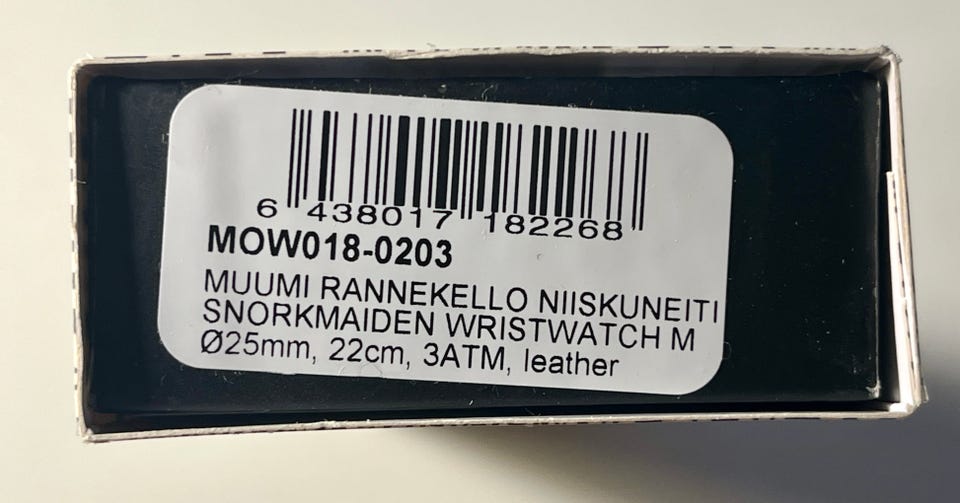 6 438017 182268
MOW018-0203
MUUMI RANNEKELLO NIISKUNEITI
SNORKMAIDEN WRISTWATCH M
Ø25mm, 22cm, 3ATM, leather